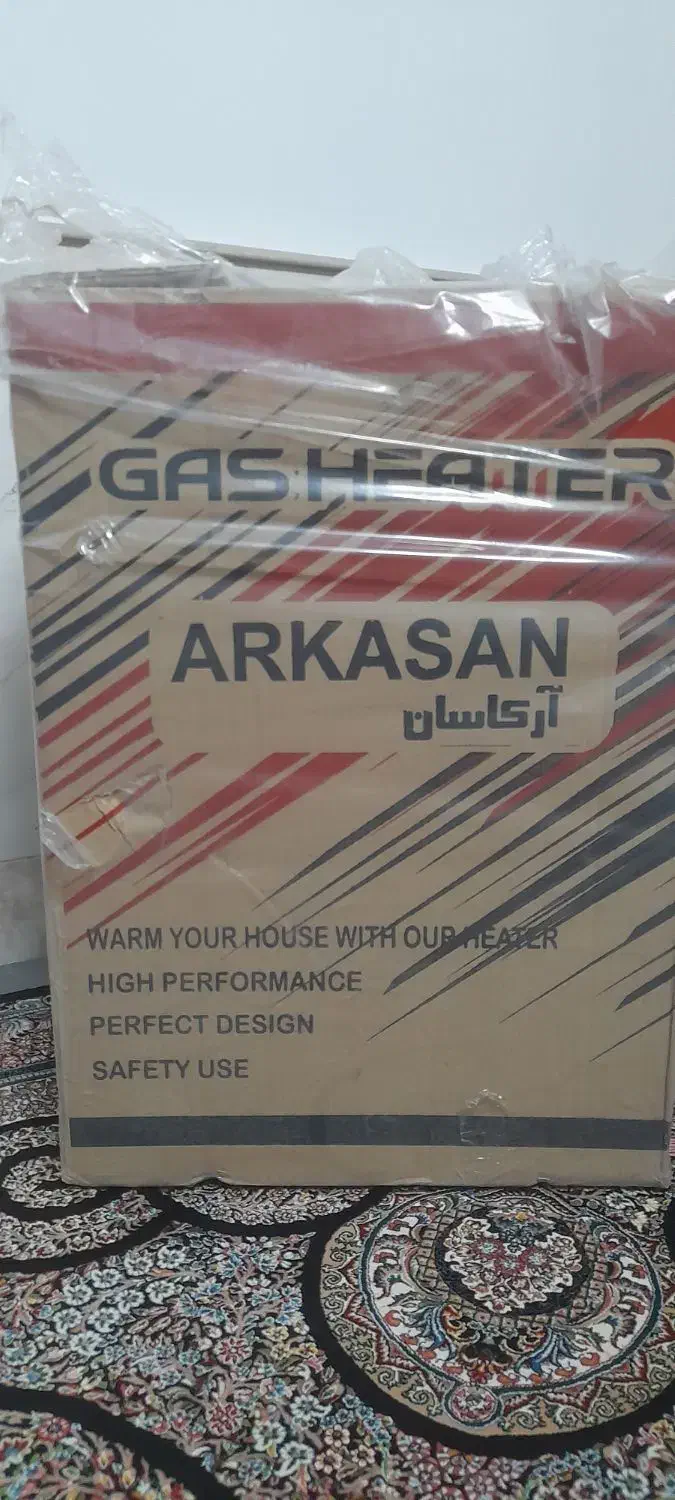 GAS HEATER
ARKASAN
آرکاسان
WARM YOUR HOUSE WITH OUR HEATER
HIGH PERFORMANCE
PERFECT DESIGN
SAFETY USE